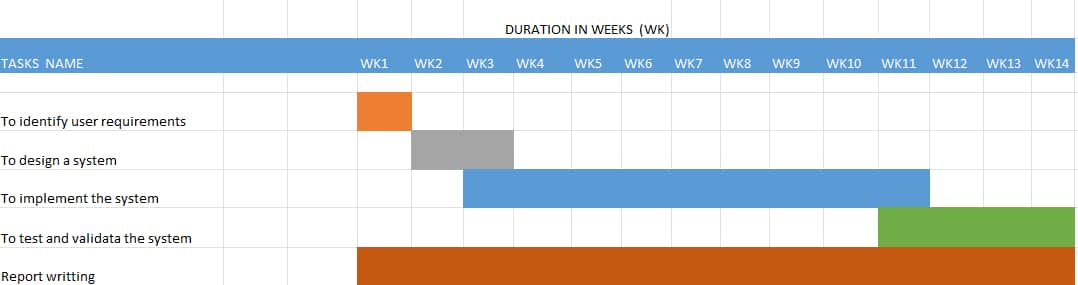 DURATION IN WEEKS (WK)
TASKS NAME WK1 WK2 WK3 WK4 WK5 WK6 WK7 WK8 WK9 WK10 WK11 WK12 WK13 WK14
To identify user requirements
To design a system
To implement the system
To test and validata the system
Report writting